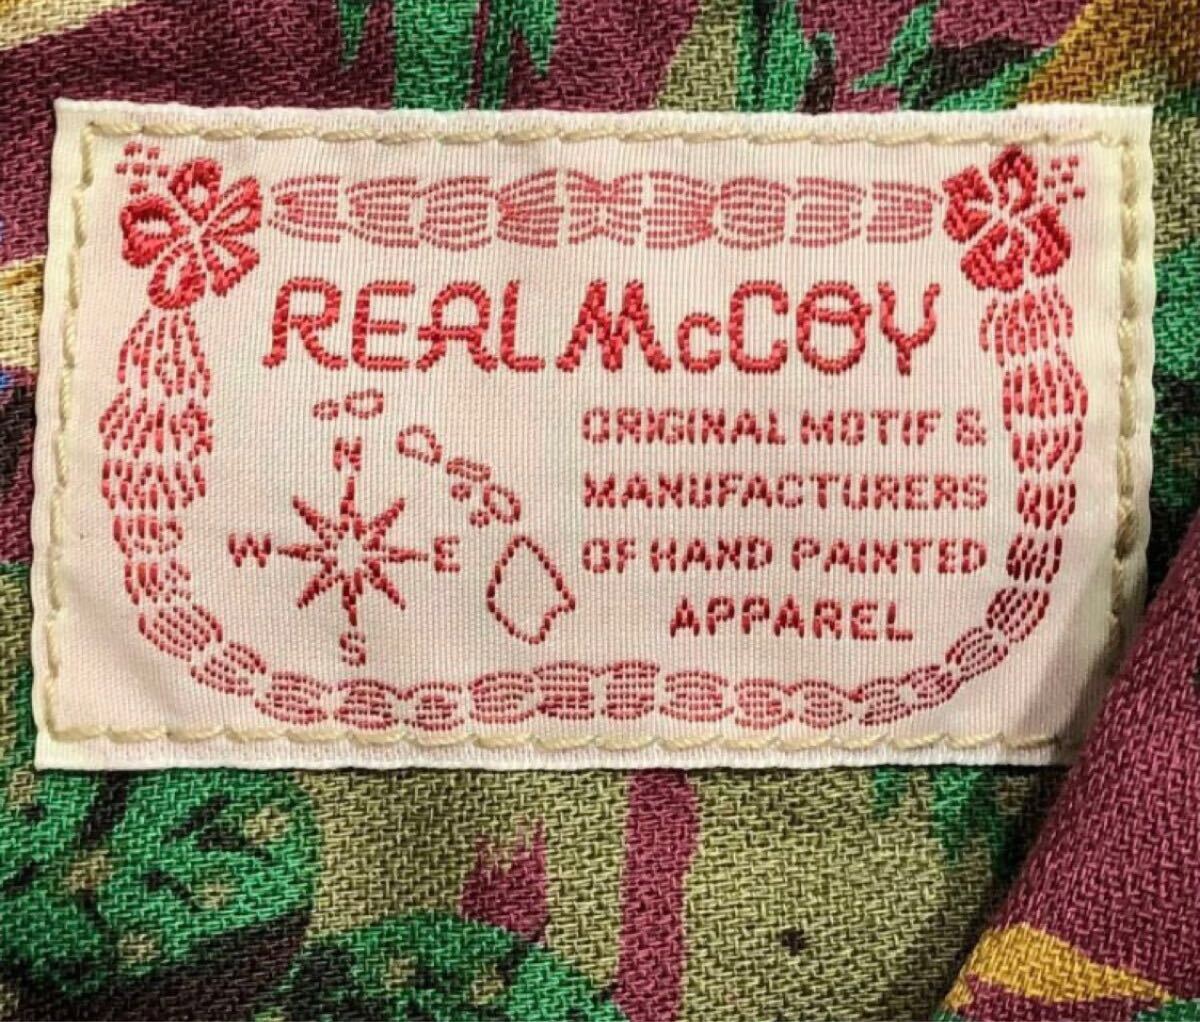 REAL McCOY
ORIGINAL MOTIF &
MANUFACTURERS
OF HAND PAINTED
APPAREL
N
W E
S